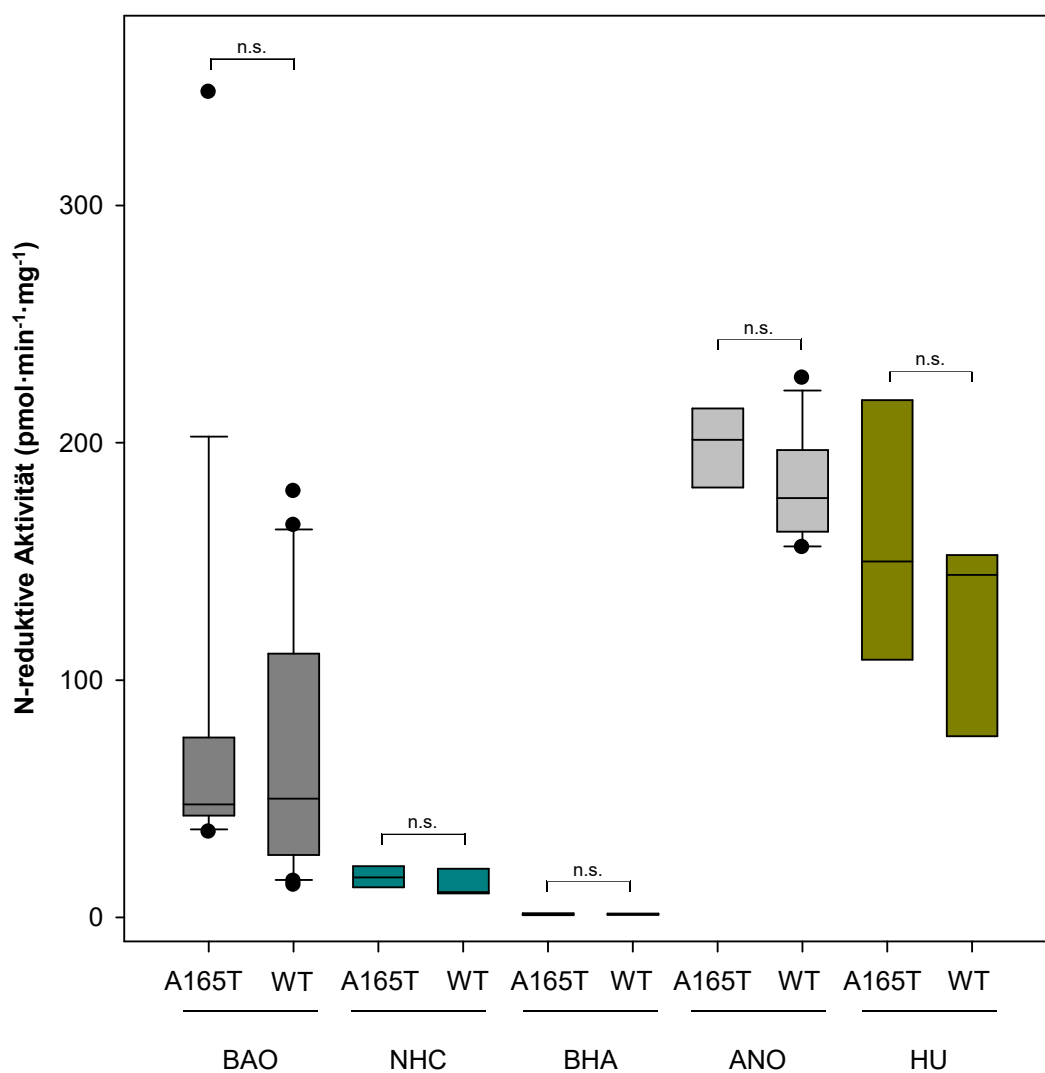 n.s.
300
n.s.
n.s.
200
N-reduktive Aktivität (pmol·min⁻¹·mg⁻¹)
100
n.s.
n.s.
0
A165T WT A165T WT A165T WT A165T WT A165T WT
BAO NHC BHA ANO HU